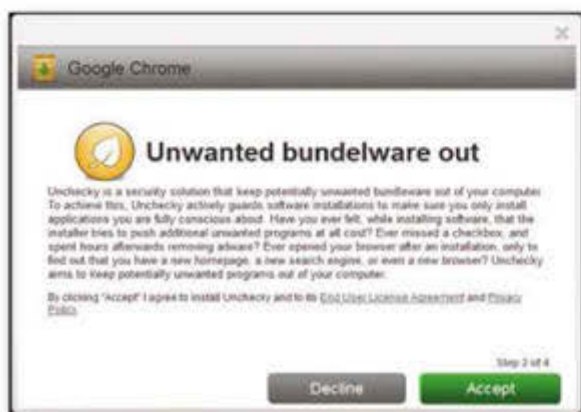 Google Chrome
Unwanted bundelware out
Unchecky is a security solution that keep potentially unwanted bundleware out of your computer.
To achieve this, Unchecky actively guards software installations to make sure you only install
applications you are fully conscious about. Have you ever felt, while installing software, that the
installer tries to push additional unwanted programs at all cost? Ever missed a checkbox, and
spent hours afterwards removing adware? Ever opened your browser after an installation, only to
find out that you have a new homepage, a new search engine, or even a new browser? Unchecky
aims to keep potentially unwanted programs out of your computer.
By clicking "Accept" I agree to install Unchecky and to its End User License Agreement and Privacy
Policy
Step 2 of 4
Decline
Accept